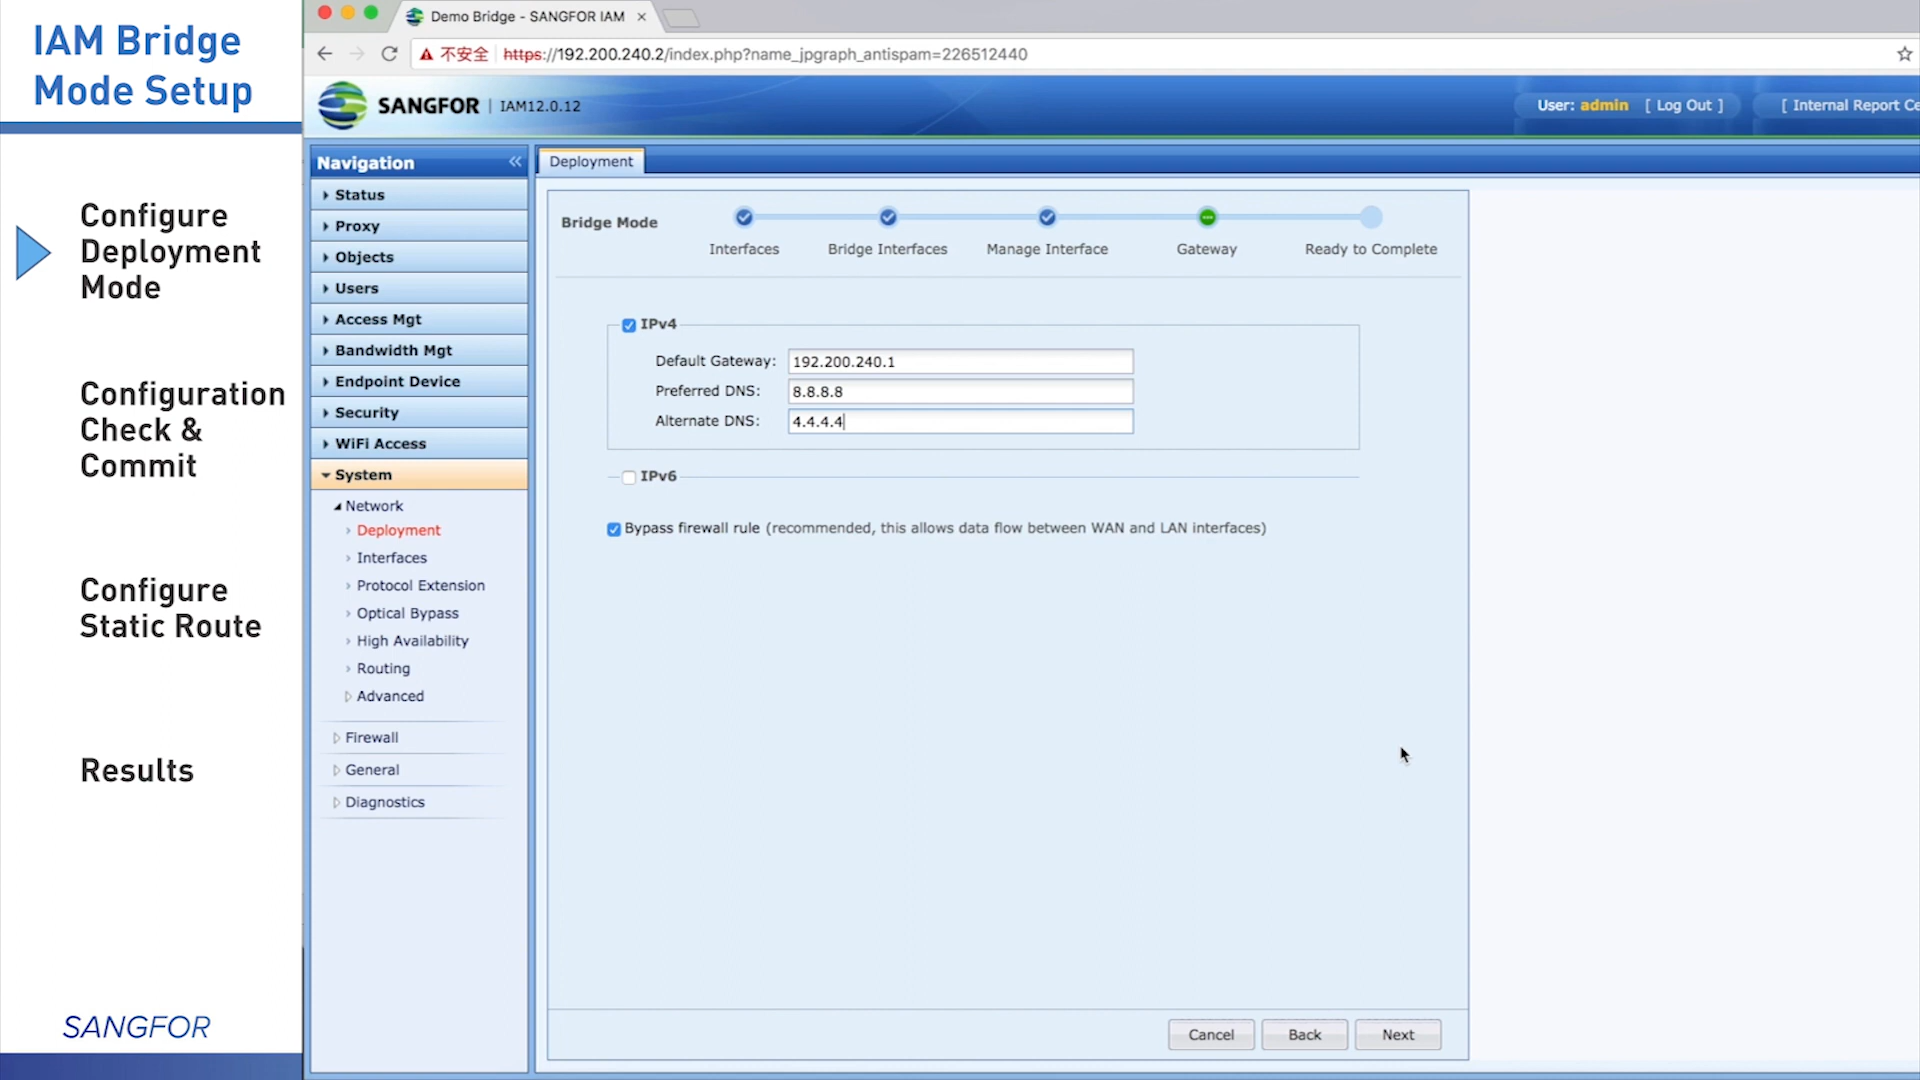 IAM Bridge
Mode Setup
Configure
Deployment
Mode
Configuration
Check &
Commit
Configure
Static Route
Results
SANGFOR
Demo Bridge - SANGFOR IAM
不安全 https://192.200.240.2/index.php?name_jpgraph_antispam=226512440
SANGFOR | IAM12.0.12
User: admin [ Log Out ] [ Internal Report Ce
Navigation
Status
Proxy
Objects
Users
Access Mgt
Bandwidth Mgt
Endpoint Device
Security
WiFi Access
System
Network
Deployment
Interfaces
Protocol Extension
Optical Bypass
High Availability
Routing
Advanced
Firewall
General
Diagnostics
Deployment
Bridge Mode
Interfaces
Bridge Interfaces
Manage Interface
Gateway
Ready to Complete
IPv4
Default Gateway: 192.200.240.1
Preferred DNS: 8.8.8.8
Alternate DNS: 4.4.4.4
IPv6
Bypass firewall rule (recommended, this allows data flow between WAN and LAN interfaces)
Cancel
Back
Next